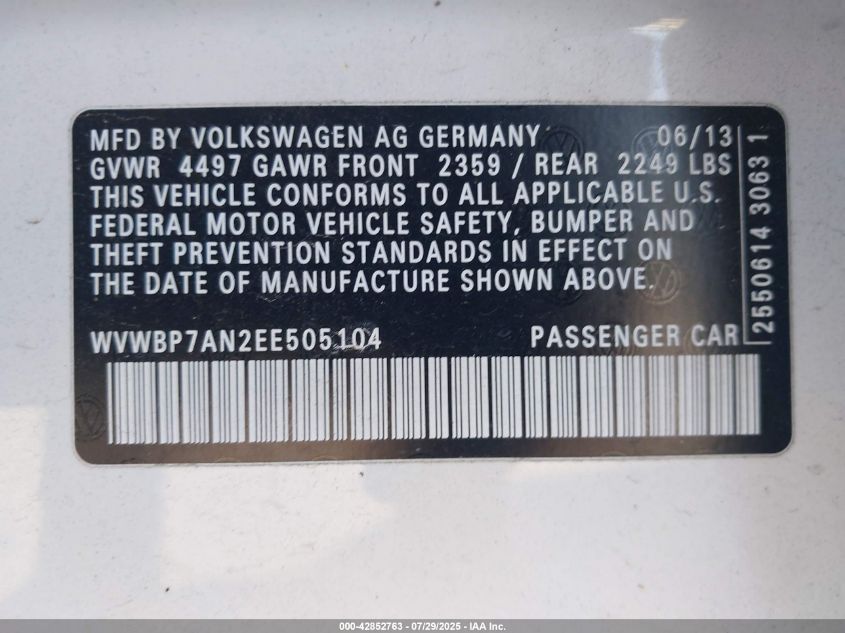 MFD BY VOLKSWAGEN AG GERMANY 06/13
GVWR 4497 GAWR FRONT 2359 / REAR 2249 LBS
THIS VEHICLE CONFORMS TO ALL APPLICABLE U.S.
FEDERAL MOTOR VEHICLE SAFETY, BUMPER AND
THEFT PREVENTION STANDARDS IN EFFECT ON
THE DATE OF MANUFACTURE SHOWN ABOVE.
WVWBP7AN2EE505104 PASSENGER CAR
2550614 3063 1
000-42852763 - 07/29/2025 - IAA Inc.